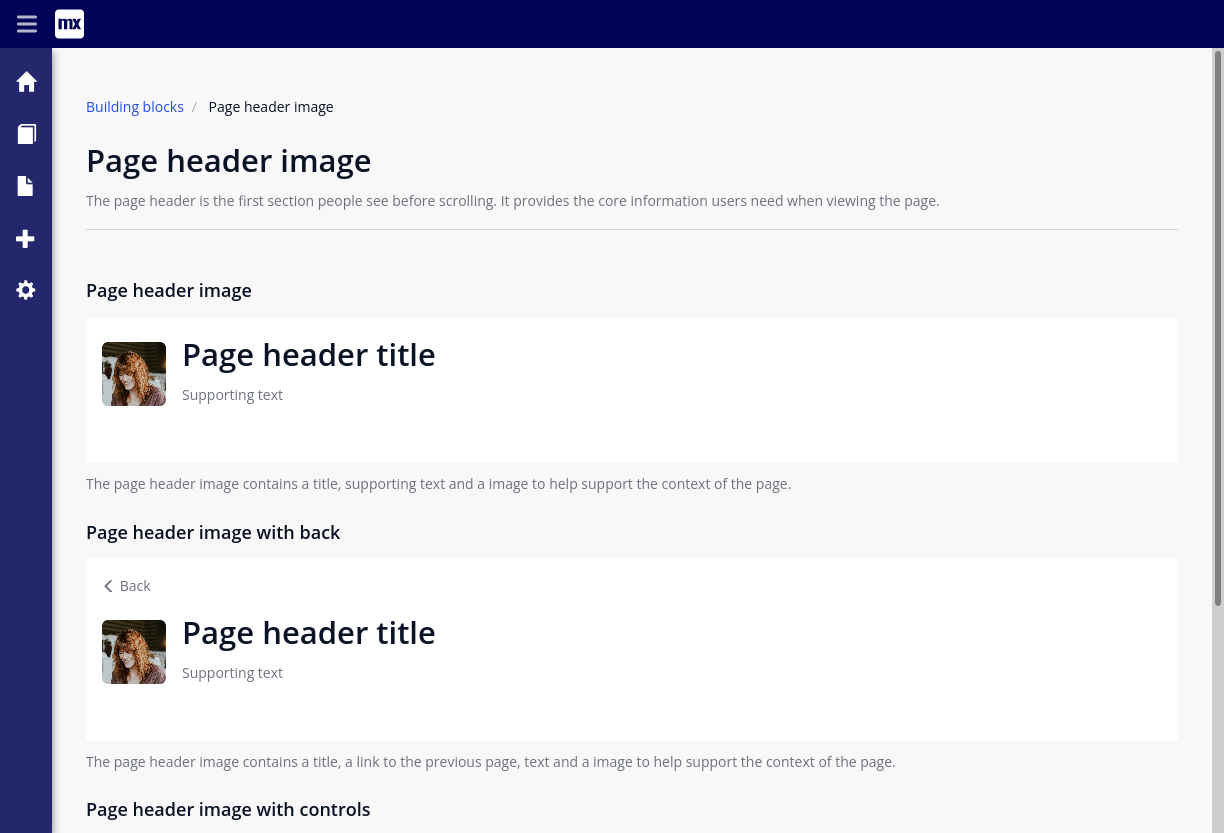 mx
Building blocks / Page header image
Page header image
The page header is the first section people see before scrolling. It provides the core information users need when viewing the page.
Page header image
Page header title
Supporting text
The page header image contains a title, supporting text and a image to help support the context of the page.
Page header image with back
Back
Page header title
Supporting text
The page header image contains a title, a link to the previous page, text and a image to help support the context of the page.
Page header image with controls